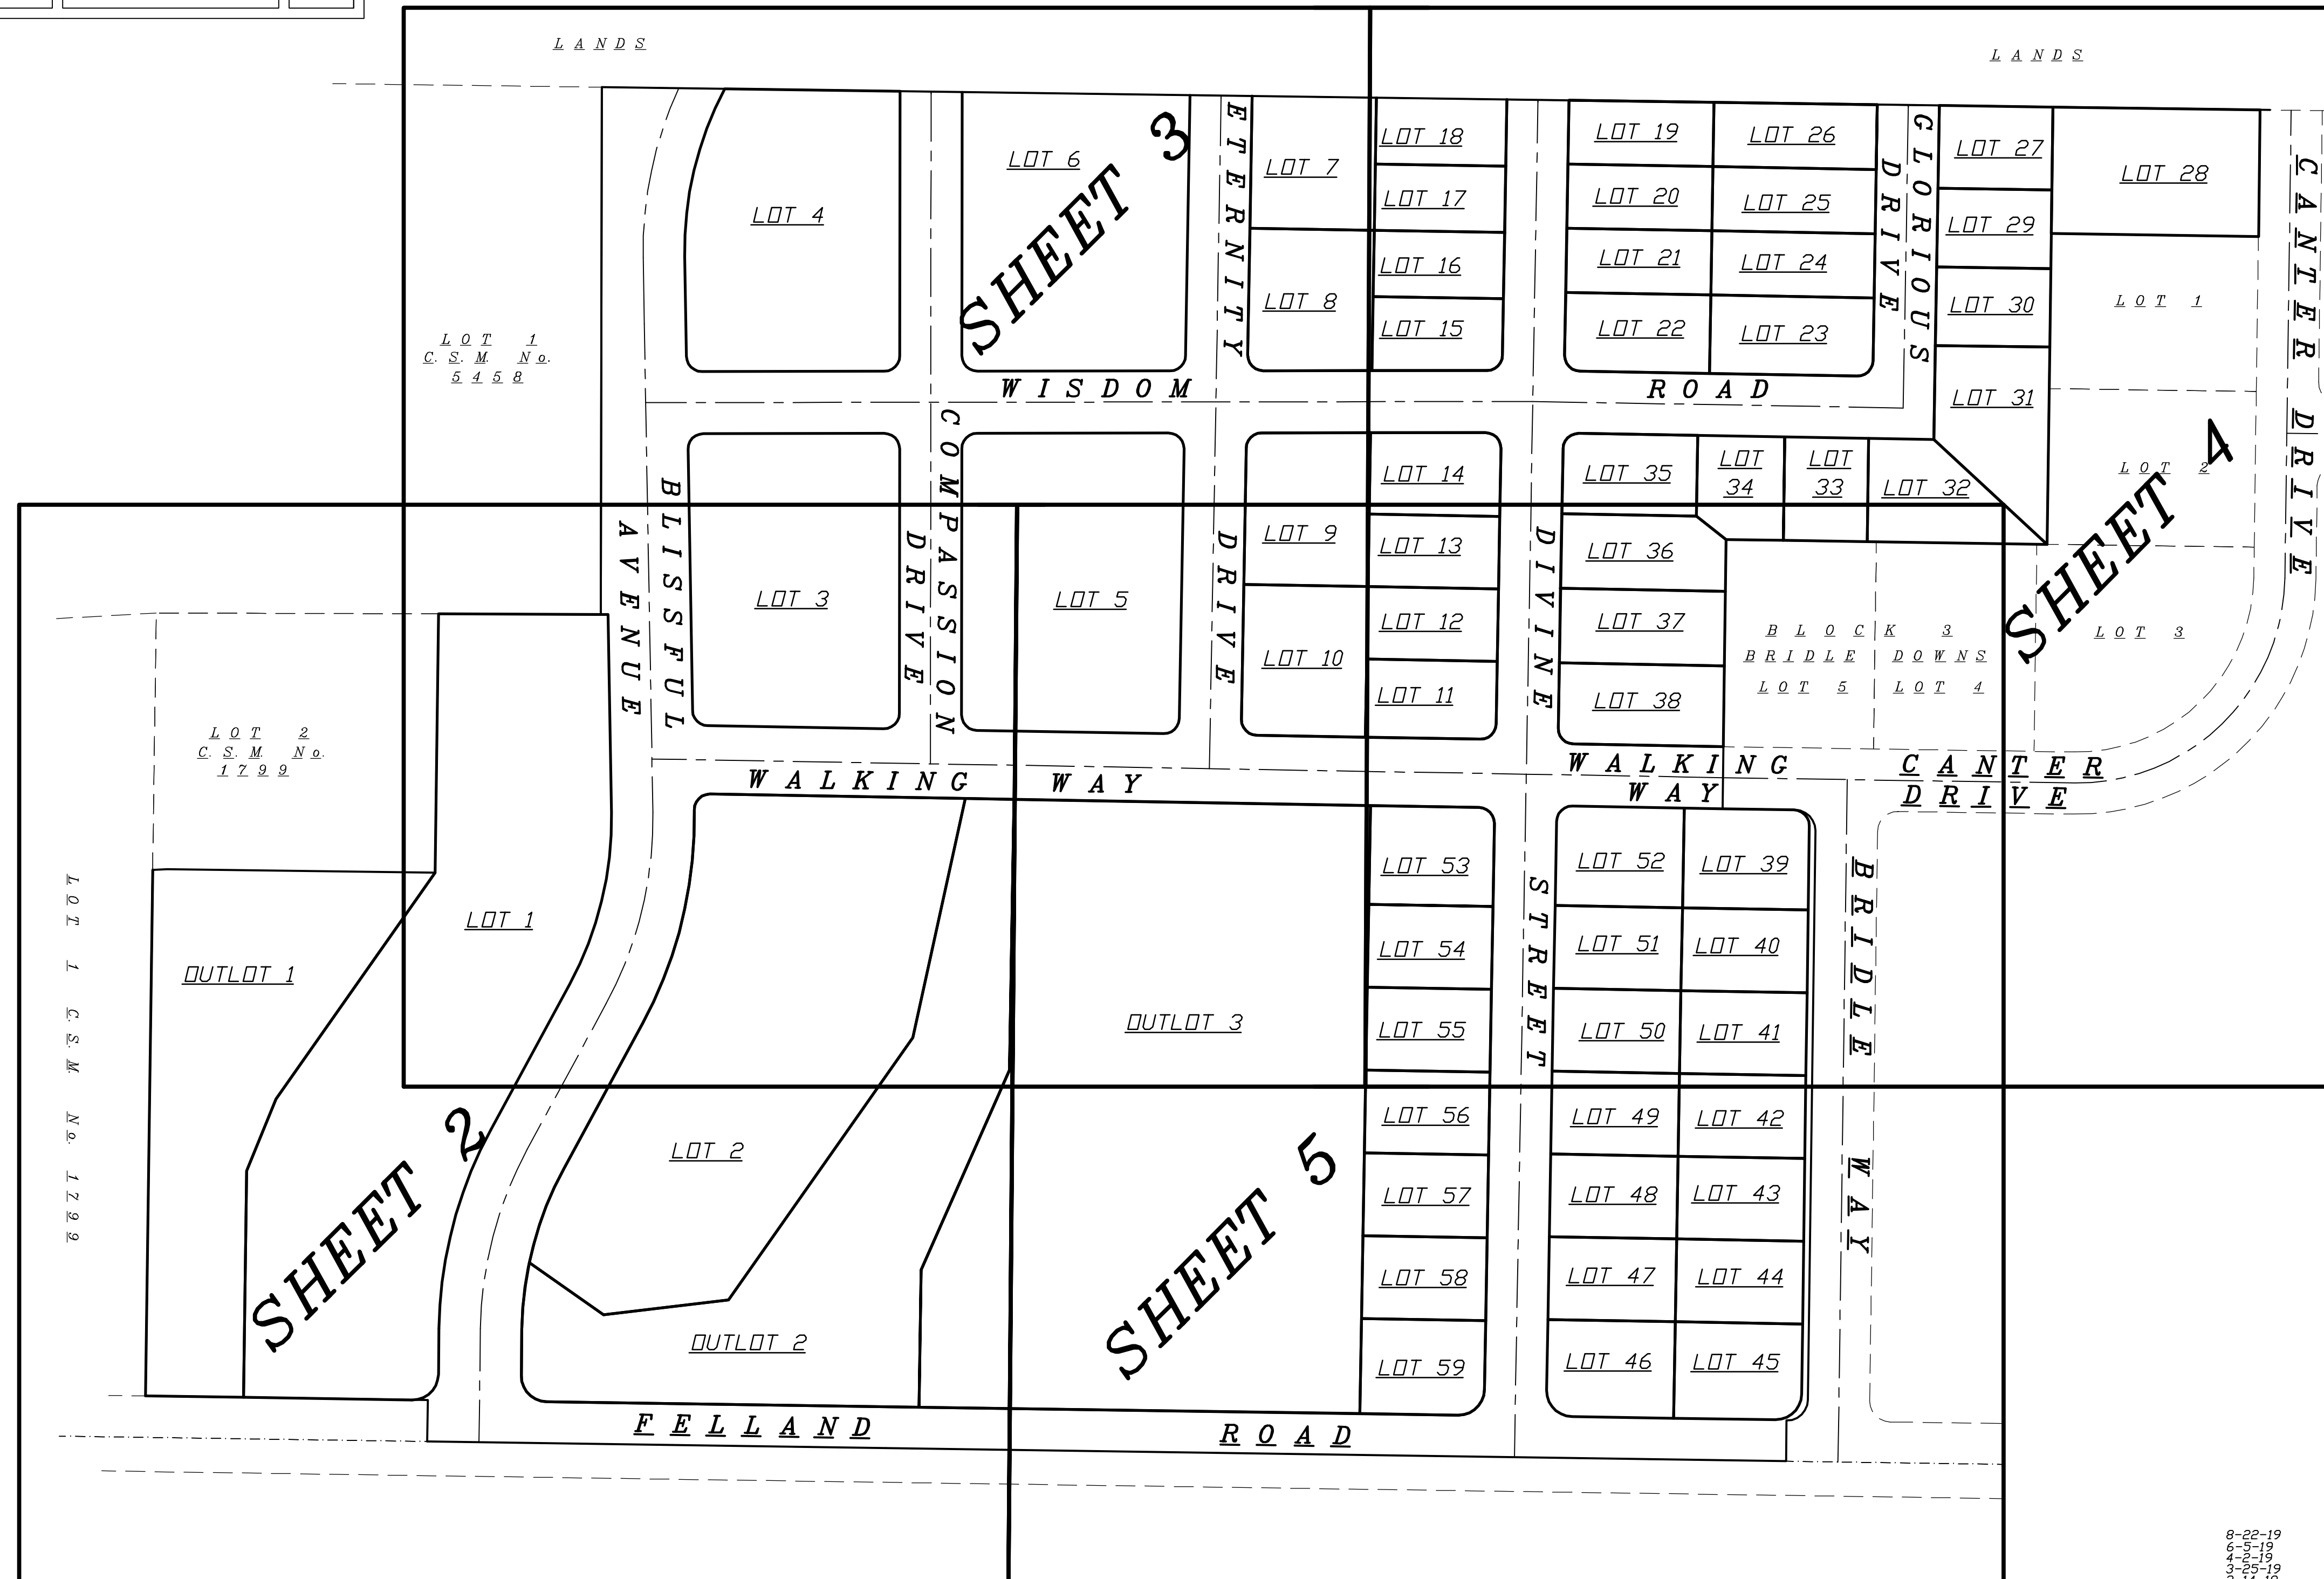 LANDS
LANDS
LOT 4
LOT 6
SHEET 3
ETERNITY
DRIVE
LOT 7
LOT 8
LOT 18
LOT 17
LOT 16
LOT 15
LOT 19
LOT 20
LOT 21
LOT 22
LOT 26
LOT 25
LOT 24
LOT 23
GLORIOUS
DRIVE
LOT 27
LOT 29
LOT 30
LOT 31
LOT 28
LOT 1
LOT 2
LOT 3
CANTER DRIVE
SHEET 4
LOT 1
C.S.M. No.
5458
WISDOM
ROAD
BLISSFUL
AVENUE
COMPASSION
DRIVE
LOT 3
LOT 5
LOT 9
LOT 10
LOT 14
LOT 13
LOT 12
LOT 11
DIVINE
STREET
LOT 35
LOT
34
LOT
33
LOT 32
LOT 36
LOT 37
LOT 38
BLOCK 3
BRIDLE DOWNS
LOT 5
LOT 4
LOT 2
C.S.M. No.
1799
WALKING WAY
WALKING
WAY
CANTER
DRIVE
LOT 1 C.S.M. No. 1799
OUTLOT 1
LOT 1
LOT 2
OUTLOT 2
OUTLOT 3
SHEET 2
SHEET 5
LOT 53
LOT 54
LOT 55
LOT 56
LOT 57
LOT 58
LOT 59
LOT 52
LOT 51
LOT 50
LOT 49
LOT 48
LOT 47
LOT 46
LOT 39
LOT 40
LOT 41
LOT 42
LOT 43
LOT 44
LOT 45
BRIDLE WAY
FELLAND
ROAD
8-22-19
6-5-19
4-2-19
3-25-19